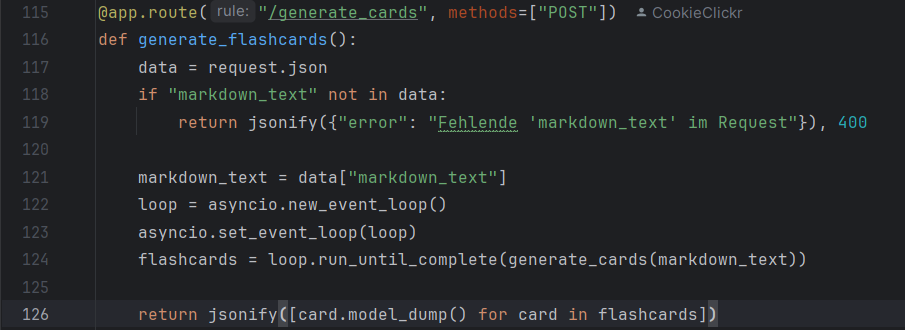 115 @app.route( rule: "/generate_cards", methods=["POST"]) CookieClickr
116 def generate_flashcards():
117     data = request.json
118     if "markdown_text" not in data:
119         return jsonify({"error": "Fehlende 'markdown_text' im Request"}), 400
120
121     markdown_text = data["markdown_text"]
122     loop = asyncio.new_event_loop()
123     asyncio.set_event_loop(loop)
124     flashcards = loop.run_until_complete(generate_cards(markdown_text))
125
126     return jsonify([card.model_dump() for card in flashcards])